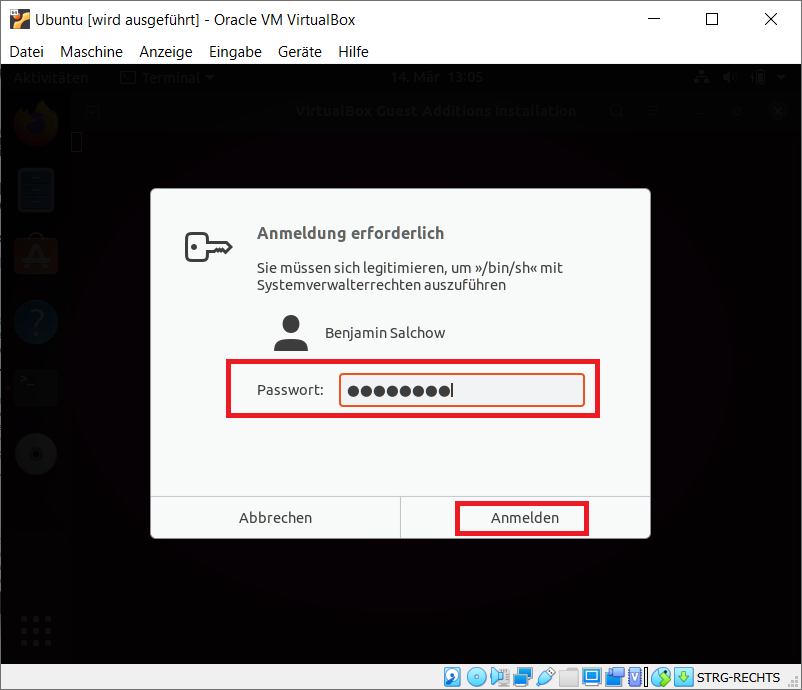 Ubuntu [wird ausgeführt] - Oracle VM VirtualBox
Datei Maschine Anzeige Eingabe Geräte Hilfe
Aktivitäten Terminal 14. Mär 13:05
VirtualBox Guest Additions installation
Anmeldung erforderlich
Sie müssen sich legitimieren, um »/bin/sh« mit
Systemverwalterrechten auszuführen
Benjamin Salchow
Passwort: ●●●●●●●●
Abbrechen Anmelden
STRG-RECHTS